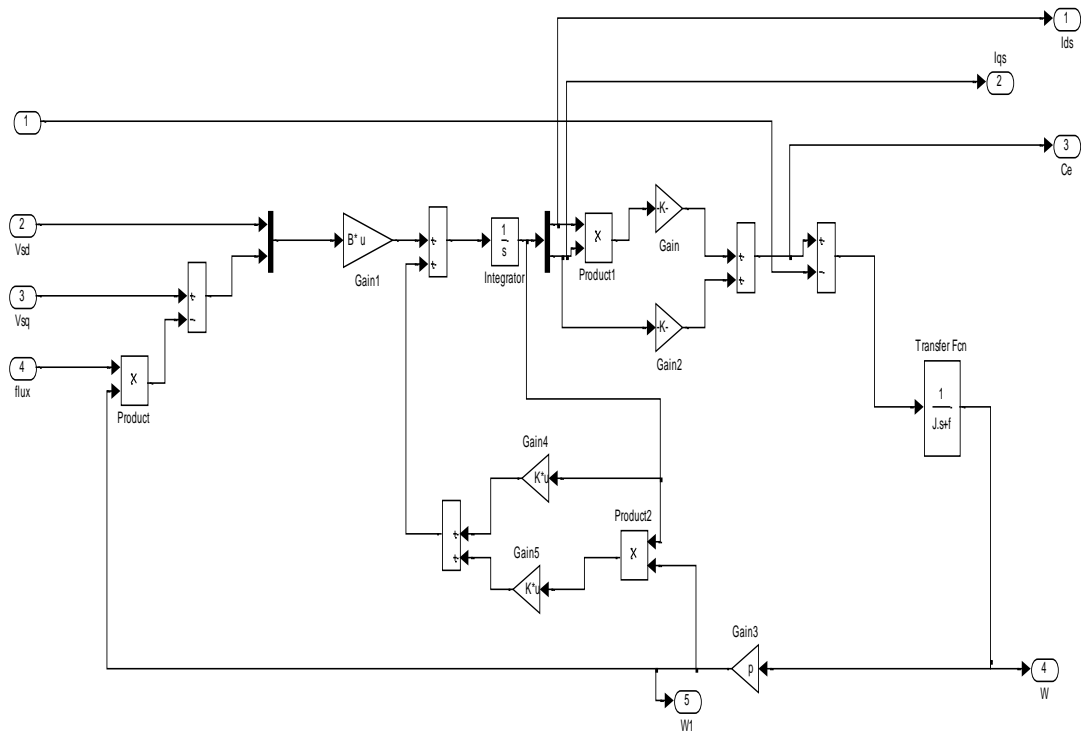 1
Ids
Iqs
2
1
3
Ce
2
Vsd
B* u
Gain1
+
+
1
s
Integrator
X
Product1
-K-
Gain
+
+
+
-
3
Vsq
+
-
-K-
Gain2
4
flux
X
Product
Transfer Fcn
1
J.s+f
Gain4
K*u
Product2
X
+
+
Gain5
K*u
Gain3
p
4
W
5
W1